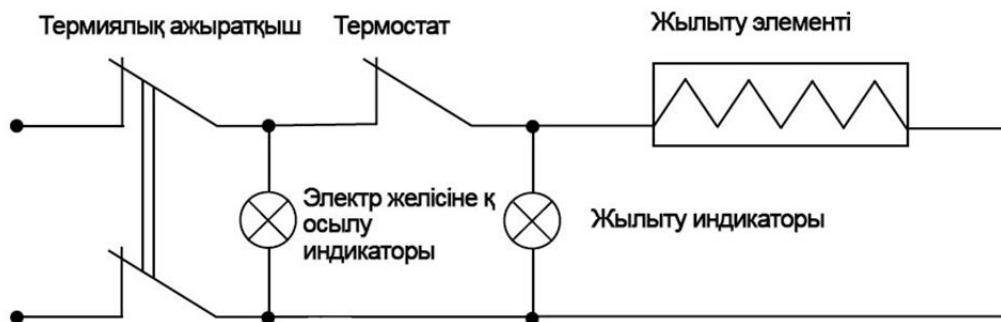 Термиялық ажыратқыш
Термостат
Жылыту элементі
Электр желісіне қ
осылу
индикаторы
Жылыту индикаторы